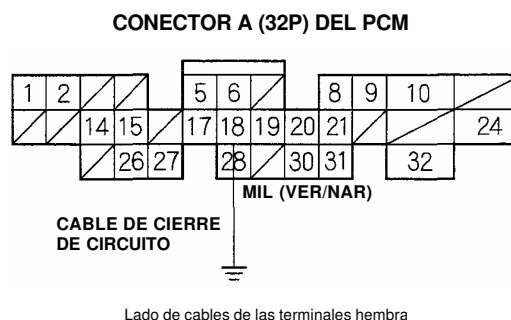 CONECTOR A (32P) DEL PCM
1 2 5 6 8 9 10
14 15 17 18 19 20 21 24
26 27 28 30 31 32
MIL (VER/NAR)
CABLE DE CIERRE
DE CIRCUITO
Lado de cables de las terminales hembra